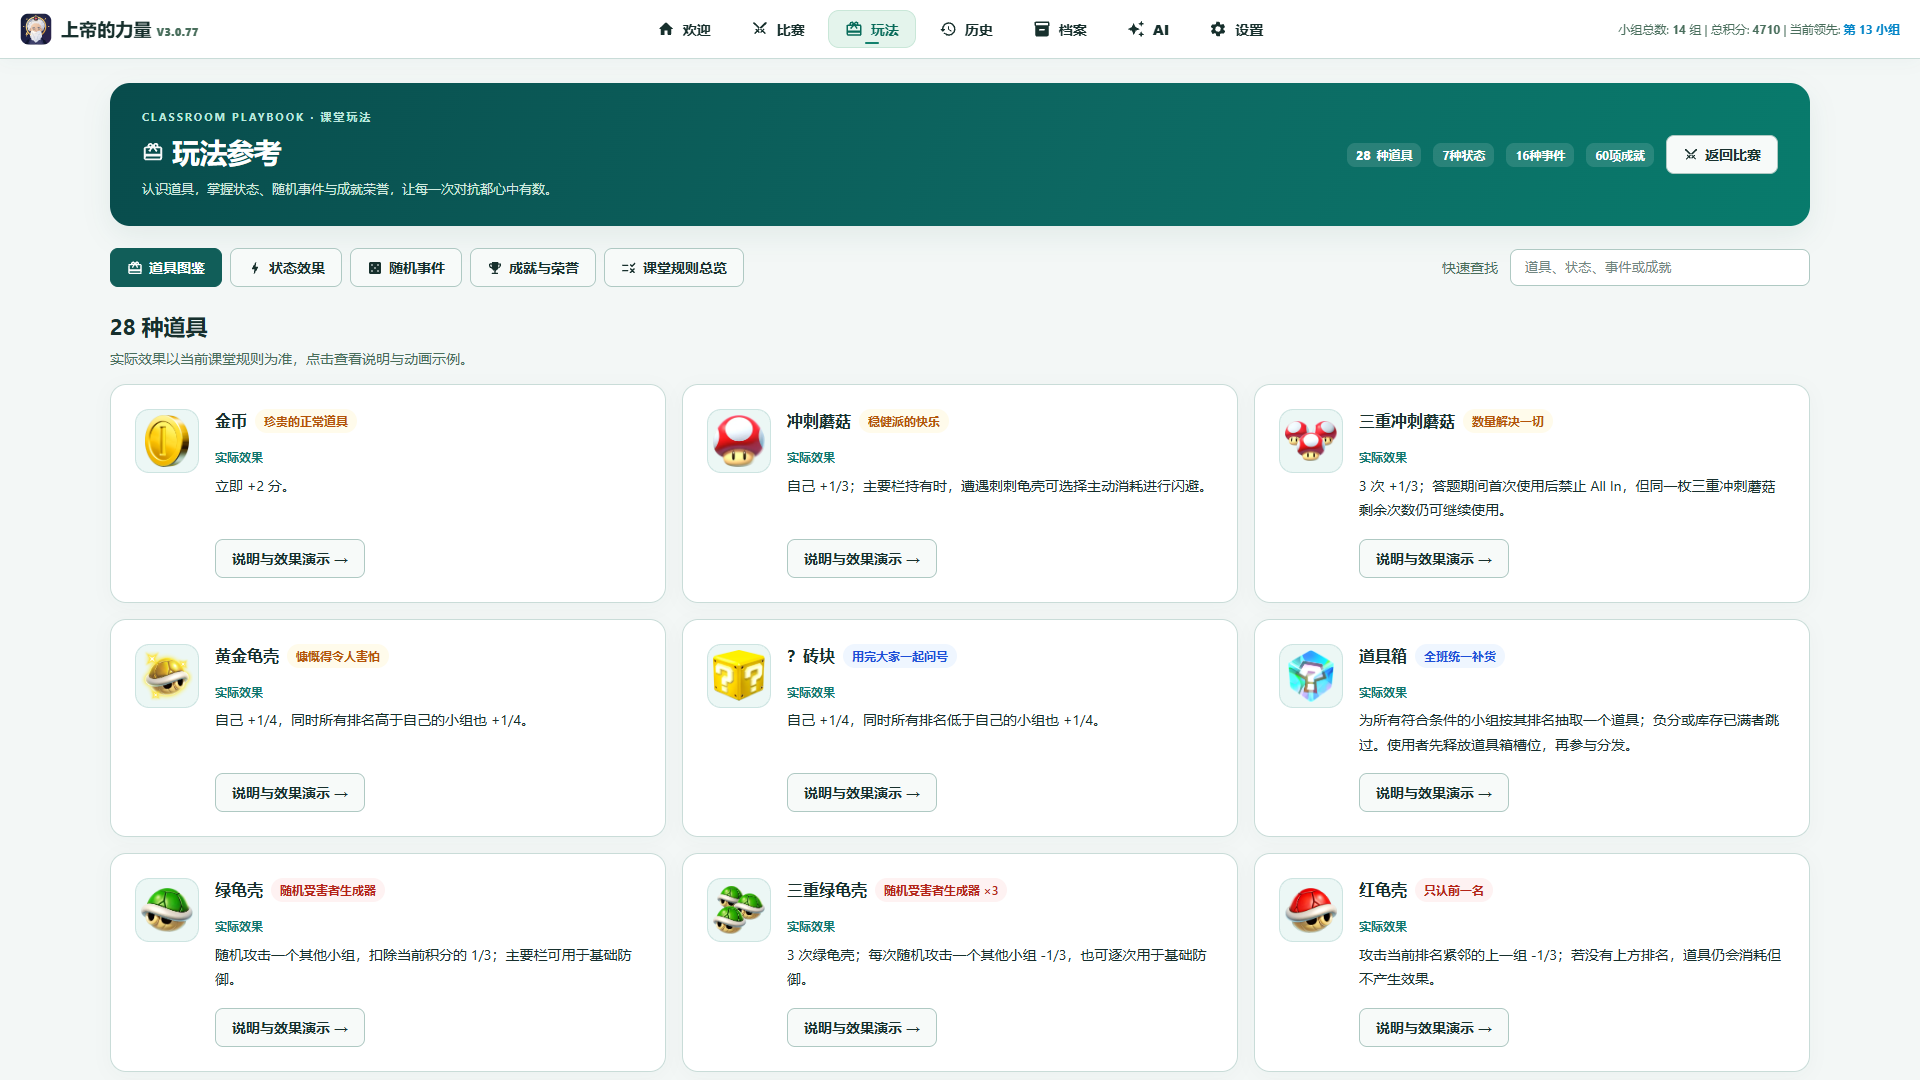 上帝的力量 V3.0.77
欢迎
比赛
玩法
历史
档案
AI
设置
小组总数: 14 组 | 总积分: 4710 | 当前领先: 第 13 小组
CLASSROOM PLAYBOOK · 课堂玩法
玩法参考
认识道具，掌握状态、随机事件与成就荣誉，让每一次对抗都心中有数。
28 种道具
7种状态
16种事件
60项成就
返回比赛
道具图鉴
状态效果
随机事件
成就与荣誉
课堂规则总览
快速查找
道具、状态、事件或成就
28 种道具
实际效果以当前课堂规则为准，点击查看说明与动画示例。
金币 珍贵的正常道具
实际效果
立即 +2 分。
说明与效果演示 →
冲刺蘑菇 稳健派的快乐
实际效果
自己 +1/3；主要栏持有时，遭遇刺刺龟壳可选择主动消耗进行闪避。
说明与效果演示 →
三重冲刺蘑菇 数量解决一切
实际效果
3 次 +1/3；答题期间首次使用后禁止 All In，但同一枚三重冲刺蘑菇
剩余次数仍可继续使用。
说明与效果演示 →
黄金龟壳 慷慨得令人害怕
实际效果
自己 +1/4，同时所有排名高于自己的小组也 +1/4。
说明与效果演示 →
？砖块 用完大家一起问号
实际效果
自己 +1/4，同时所有排名低于自己的小组也 +1/4。
说明与效果演示 →
道具箱 全班统一补货
实际效果
为所有符合条件的小组按其排名抽取一个道具；负分或库存已满者跳
过。使用者先释放道具箱槽位，再参与分发。
说明与效果演示 →
绿龟壳 随机受害者生成器
实际效果
随机攻击一个其他小组，扣除当前积分的 1/3；主要栏可用于基础防
御。
说明与效果演示 →
三重绿龟壳 随机受害者生成器 ×3
实际效果
3 次绿龟壳；每次随机攻击一个其他小组 -1/3，也可逐次用于基础防
御。
说明与效果演示 →
红龟壳 只认前一名
实际效果
攻击当前排名紧邻的上一组 -1/3；若没有上方排名，道具仍会消耗但
不产生效果。
说明与效果演示 →